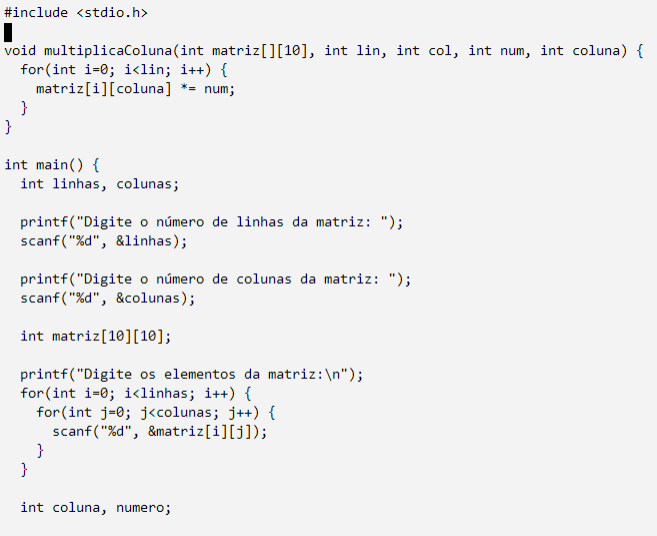 #include <stdio.h>
void multiplicaColuna(int matriz[][10], int lin, int col, int num, int coluna) {
  for(int i=0; i<lin; i++) {
    matriz[i][coluna] *= num;
  }
}
int main() {
  int linhas, colunas;
  printf("Digite o número de linhas da matriz: ");
  scanf("%d", &linhas);
  printf("Digite o número de colunas da matriz: ");
  scanf("%d", &colunas);
  int matriz[10][10];
  printf("Digite os elementos da matriz:\n");
  for(int i=0; i<linhas; i++) {
    for(int j=0; j<colunas; j++) {
      scanf("%d", &matriz[i][j]);
    }
  }
  int coluna, numero;